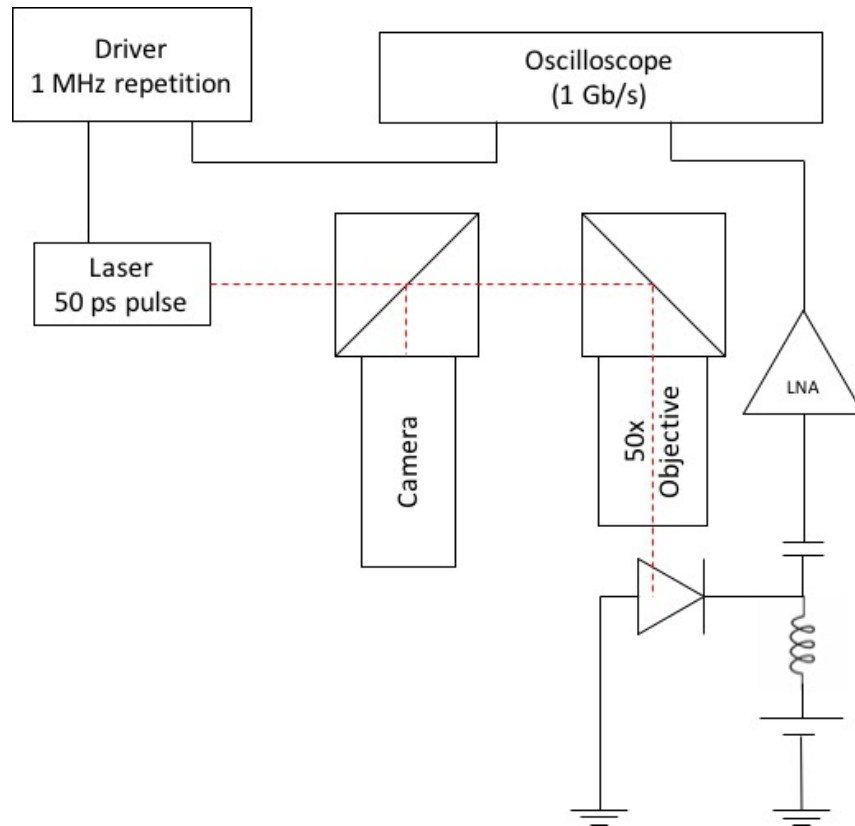 Driver
1 MHz repetition
Oscilloscope
(1 Gb/s)
Laser
50 ps pulse
Camera
50x
Objective
LNA